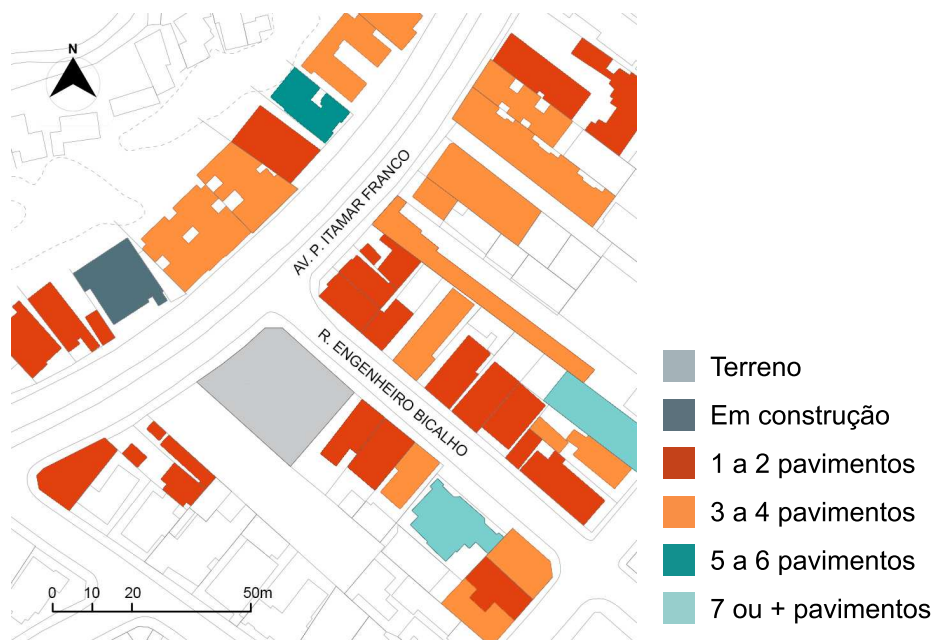 N
AV. P. ITAMAR FRANCO
R. ENGENHEIRO BICALHO
0 10 20 50m
Terreno
Em construção
1 a 2 pavimentos
3 a 4 pavimentos
5 a 6 pavimentos
7 ou + pavimentos